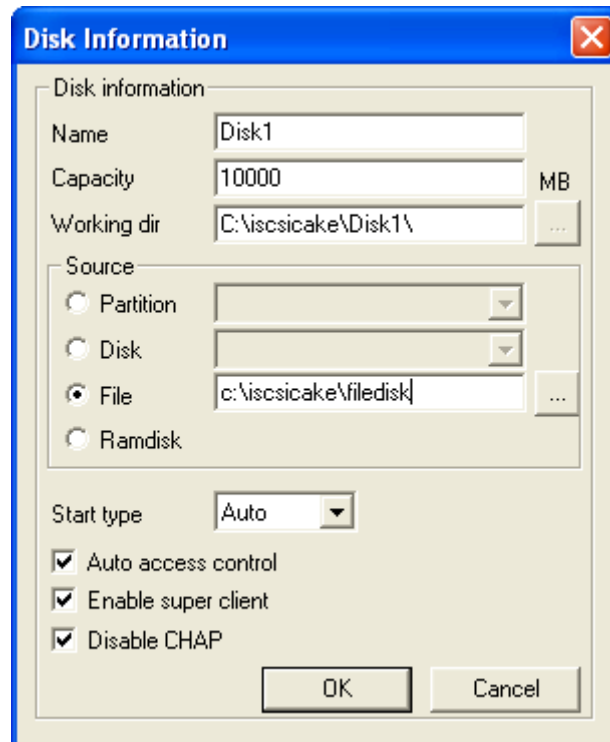 Disk Information
Disk information
Name Disk1
Capacity 10000 MB
Working dir C:\iscsicake\Disk1\ ...
Source
Partition
Disk
File c:\iscsicake\filedisk ...
Ramdisk
Start type Auto
Auto access control
Enable super client
Disable CHAP
OK Cancel